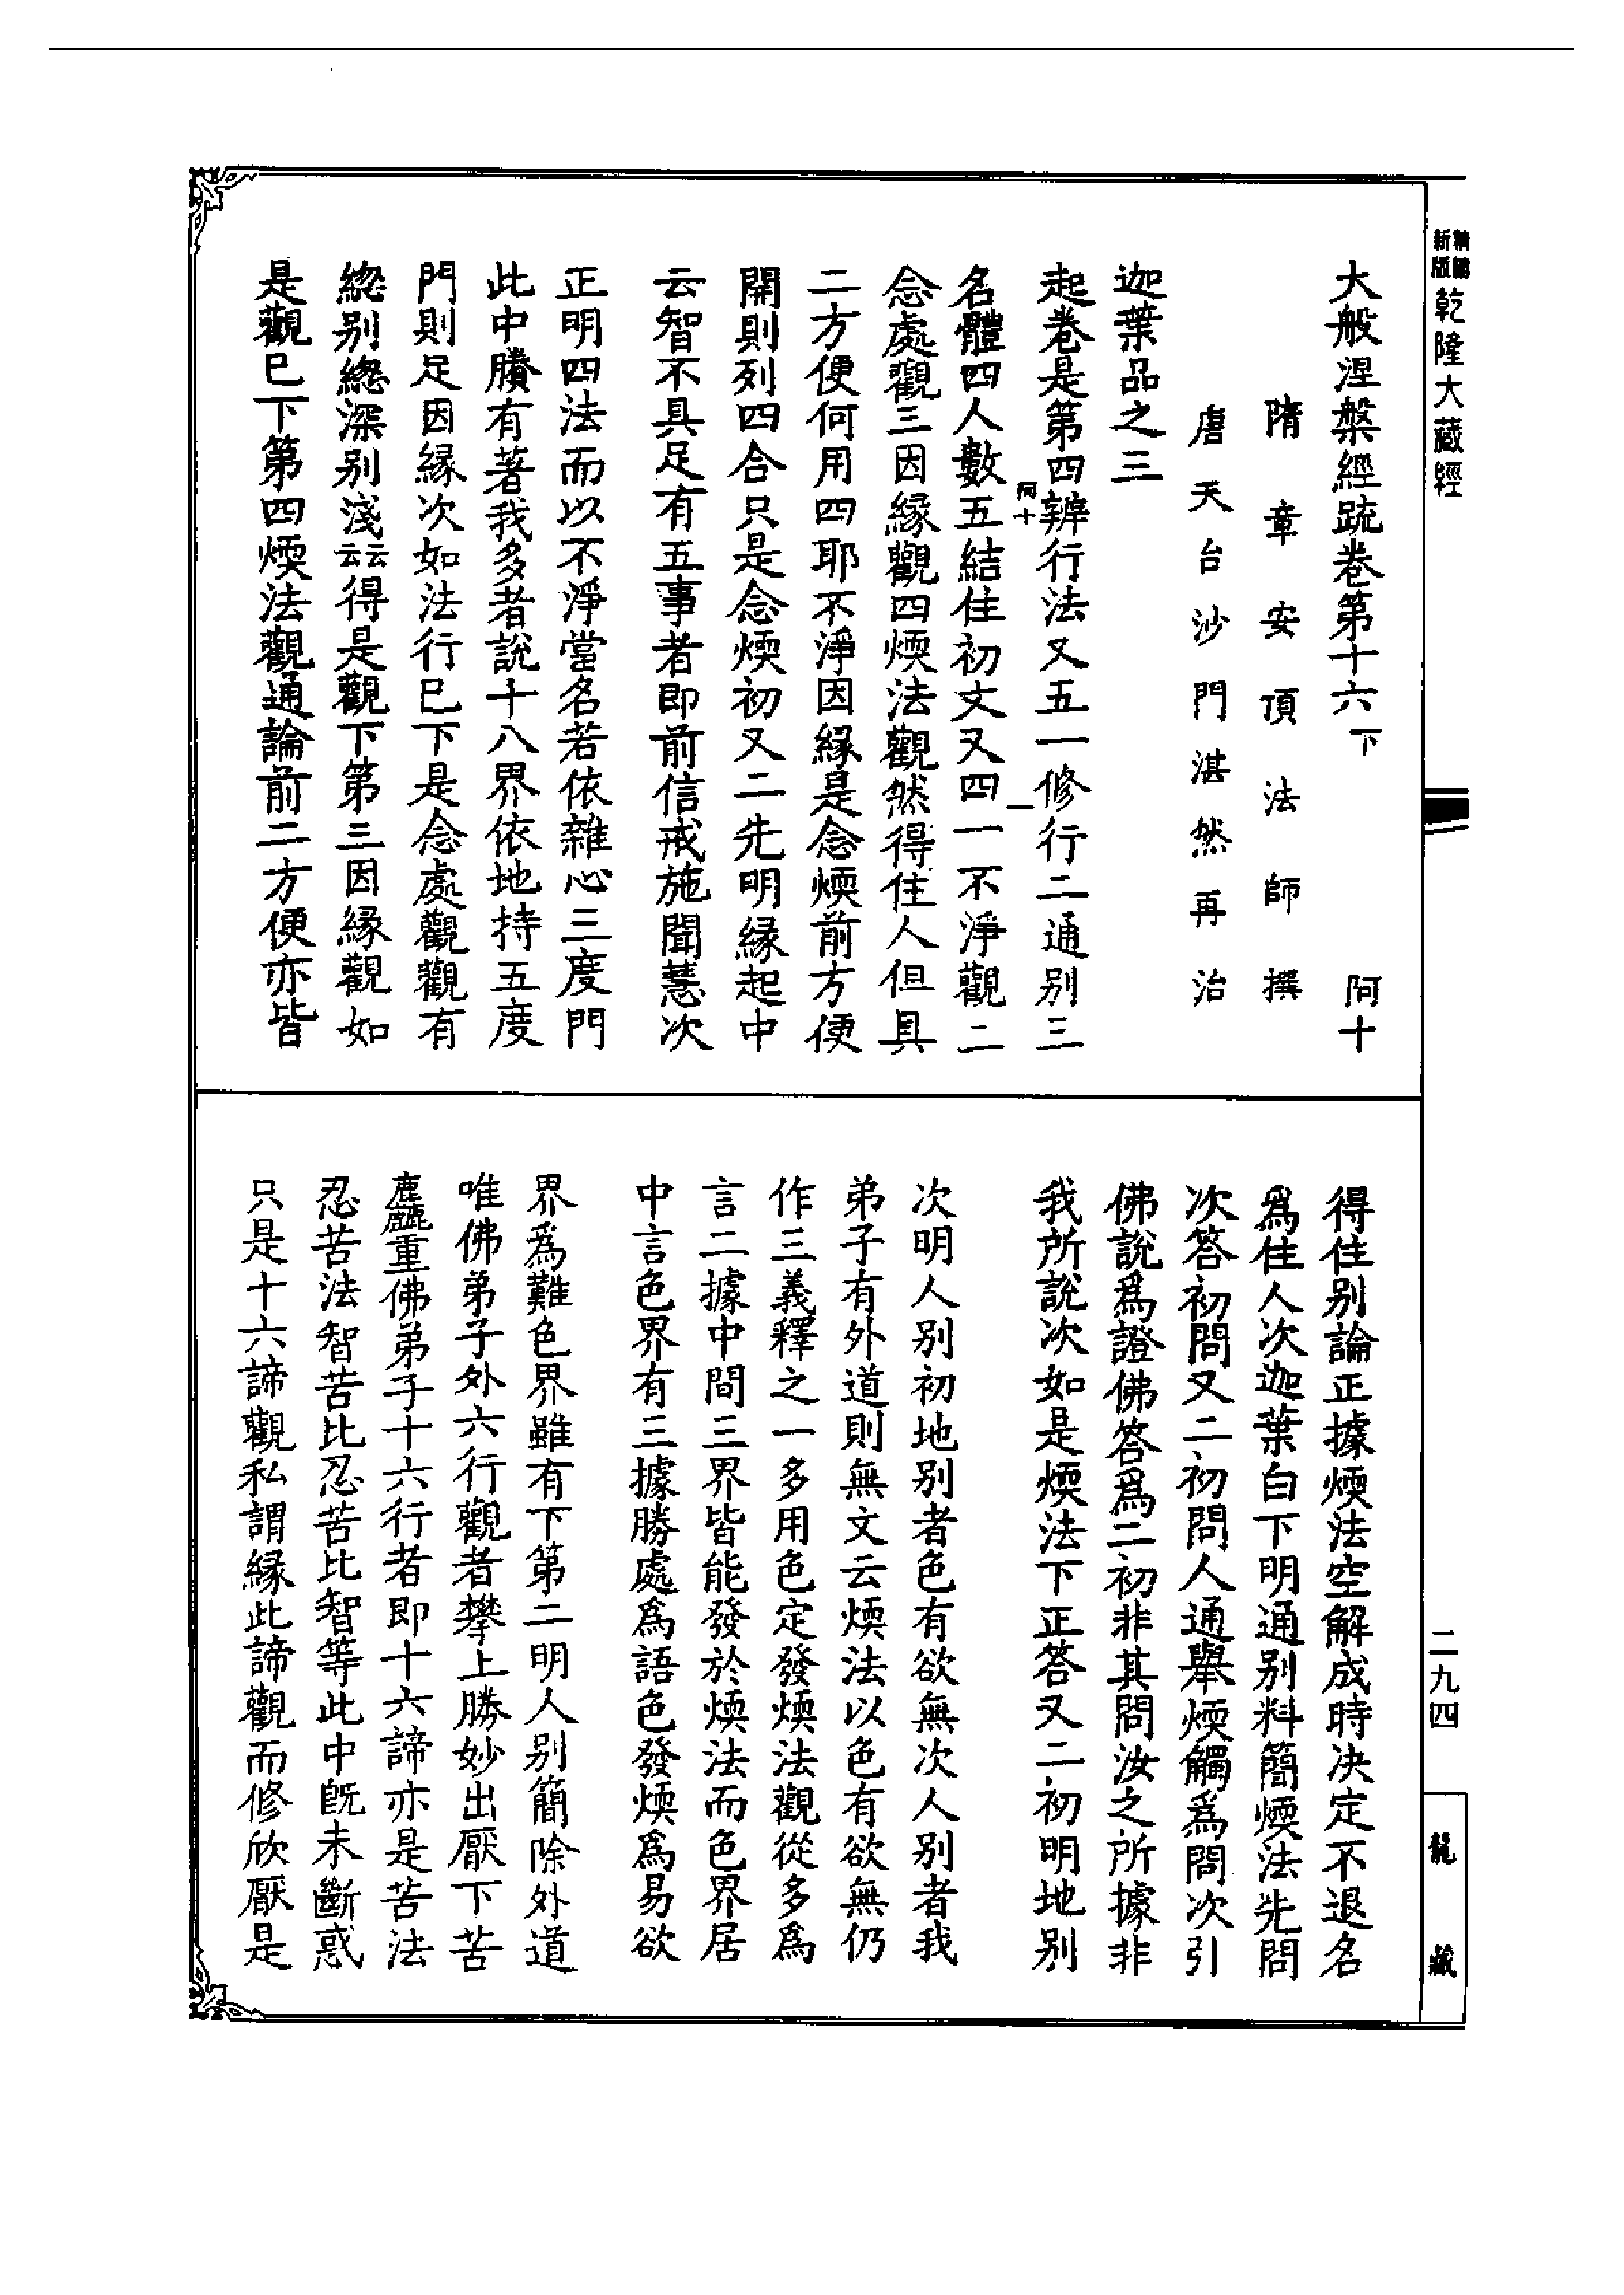 精縮
新版
乾隆大藏經
大般涅槃經䟽卷第十六下　阿十
隋章安頂法師撰
唐天台沙門湛然再治
迦葉品之三
起卷是第四辨行法又五一修行二通別三
阿十
一
名體四人數五結住初文又四一不淨觀二
念處觀三因緣觀四煗法觀然得住人但具
二方便何用四耶不淨因緣是念煗前方便
開則列四合只是念煗初又二先明緣起中
云智不具足有五事者即前信戒施聞慧次
正明四法而以不淨當名若依雜心三度門
此中賸有著我多者說十八界依地持五度
門則足因緣次如法行巳下是念處觀觀有
緫別緫深別淺云云得是觀下第三因緣觀如
是觀巳下第四煗法觀通論前二方便亦皆
得住別論正據煗法空解成時決定不退名
爲住人次迦葉白下明通別料簡煗法先問
次答初問又二初問人通舉煗觸爲問次引
佛說爲證佛答爲二初非其問汝之所據非
我所說次如是煗法下正答又二初明地別
次明人別初地別者色有欲無次人別者我
弟子有外道則無文云煗法以色有欲無仍
作三義釋之一多用色定發煗法觀從多爲
言二據中間三界皆能發於煗法而色界居
中言色界有三據勝處爲語色發煗爲易欲
界爲難色界雖有下第二明人別簡除外道
唯佛弟子外六行觀者攀上勝妙出厭下苦
麤重佛弟子十六行者即十六諦亦是苦法
忍苦法智苦比忍苦比智等此中旣未斷惑
只是十六諦觀私謂緣此諦觀而修欣厭是
二九四
龍藏